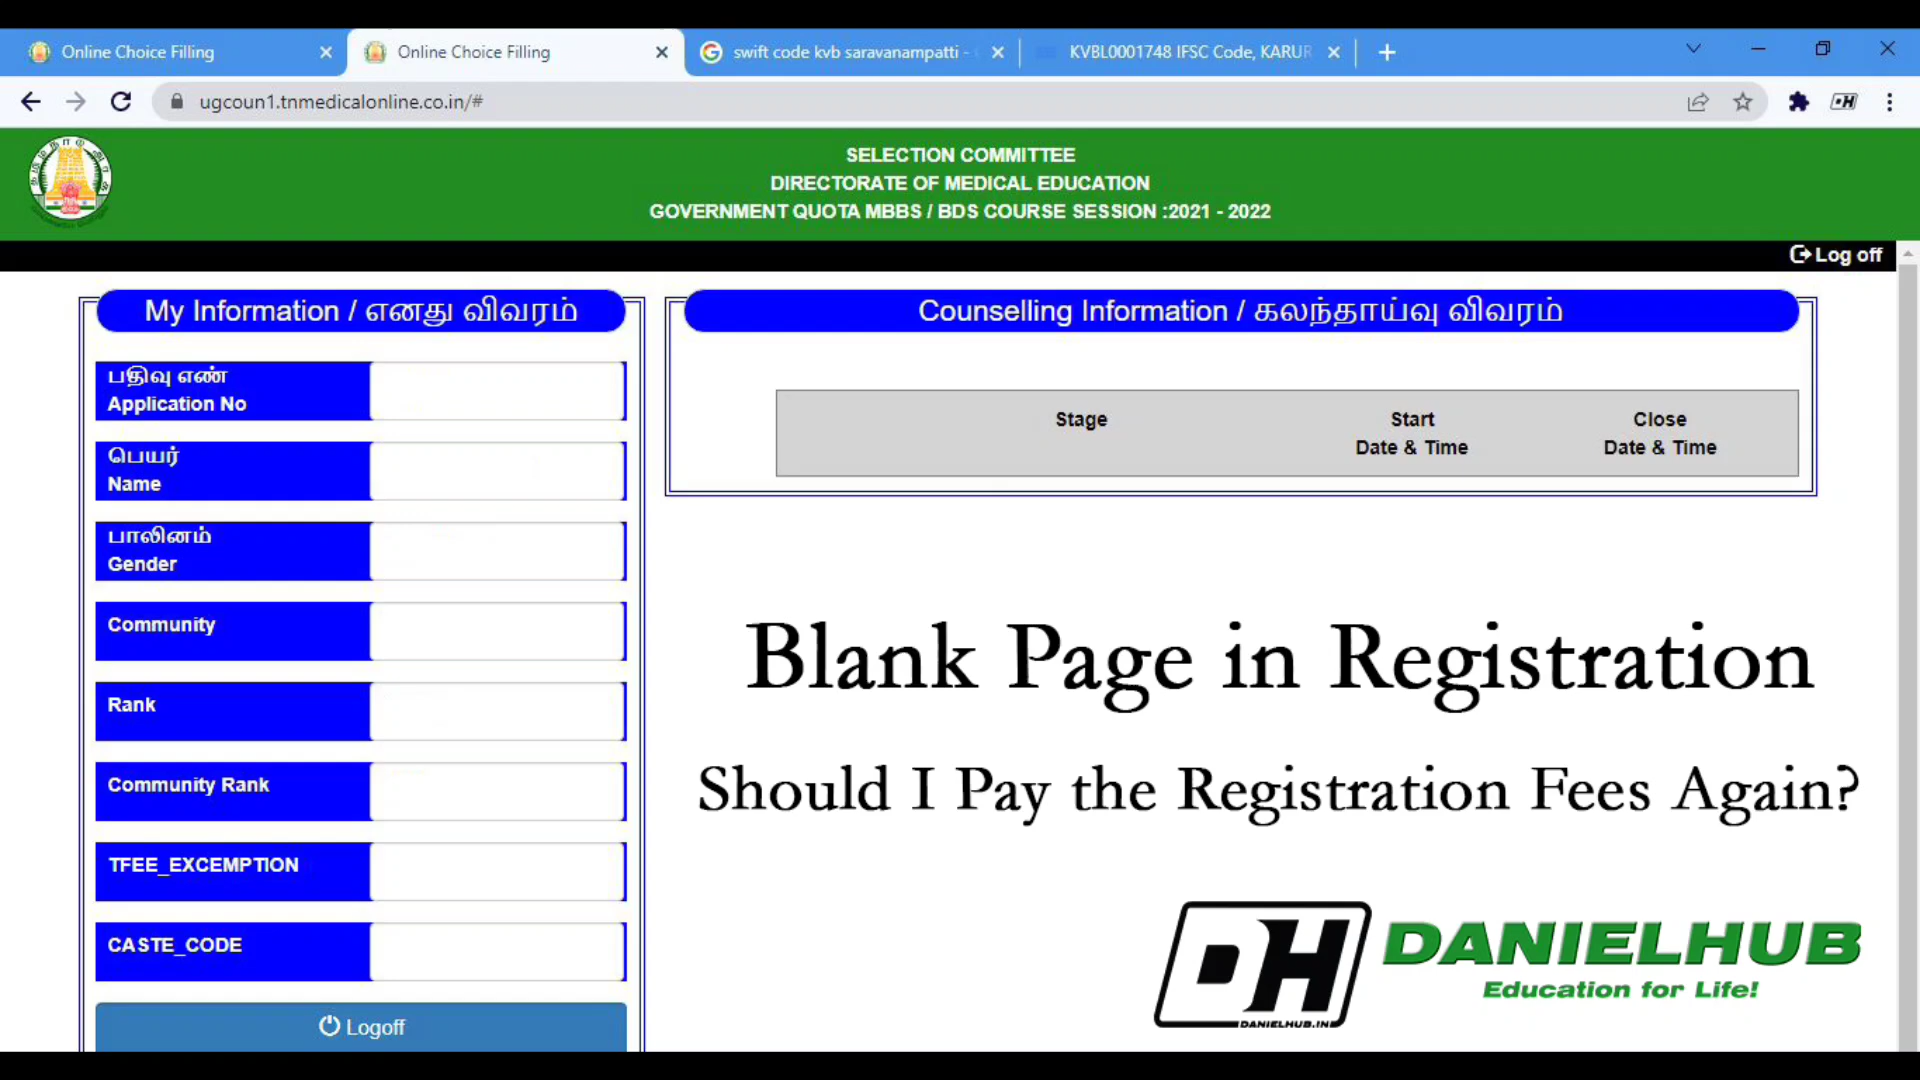 Online Choice Filling
Online Choice Filling
swift code kvb saravanampatti -
KVBL0001748 IFSC Code, KARUR
ugcoun1.tnmedicalonline.co.in/#
SELECTION COMMITTEE
DIRECTORATE OF MEDICAL EDUCATION
GOVERNMENT QUOTA MBBS / BDS COURSE SESSION :2021 - 2022
Log off
My Information / எனது விவரம்
பதிவு எண்
Application No
பெயர்
Name
பாலினம்
Gender
Community
Rank
Community Rank
TFEE_EXCEMPTION
CASTE_CODE
Logoff
Counselling Information / கலந்தாய்வு விவரம்
Stage
Start
Date & Time
Close
Date & Time
Blank Page in Registration
Should I Pay the Registration Fees Again?
DH
DANIELHUB.IN
DANIELHUB
Education for Life!